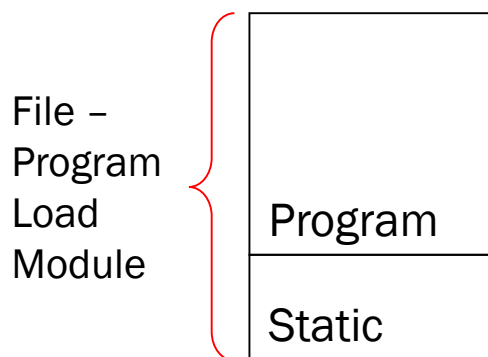 File –
Program
Load
Module
Program
Static